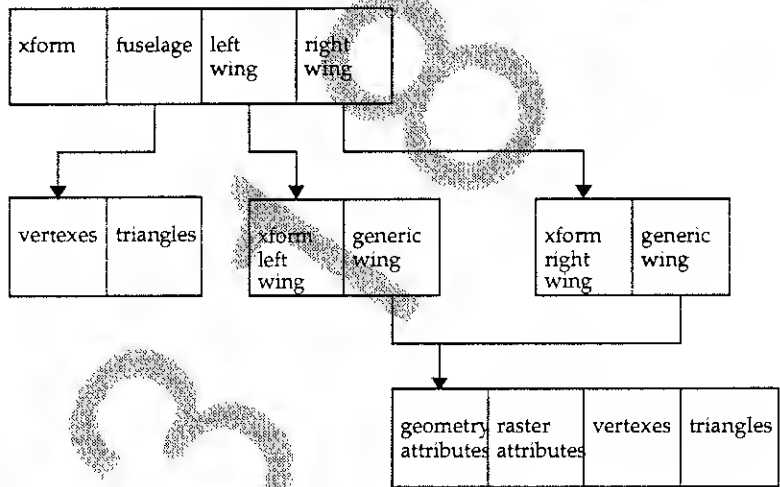 xform fuselage left wing right wing
vertexes triangles
xform left wing
generic wing
xform right wing
generic wing
geometry attributes
raster attributes
vertexes
triangles